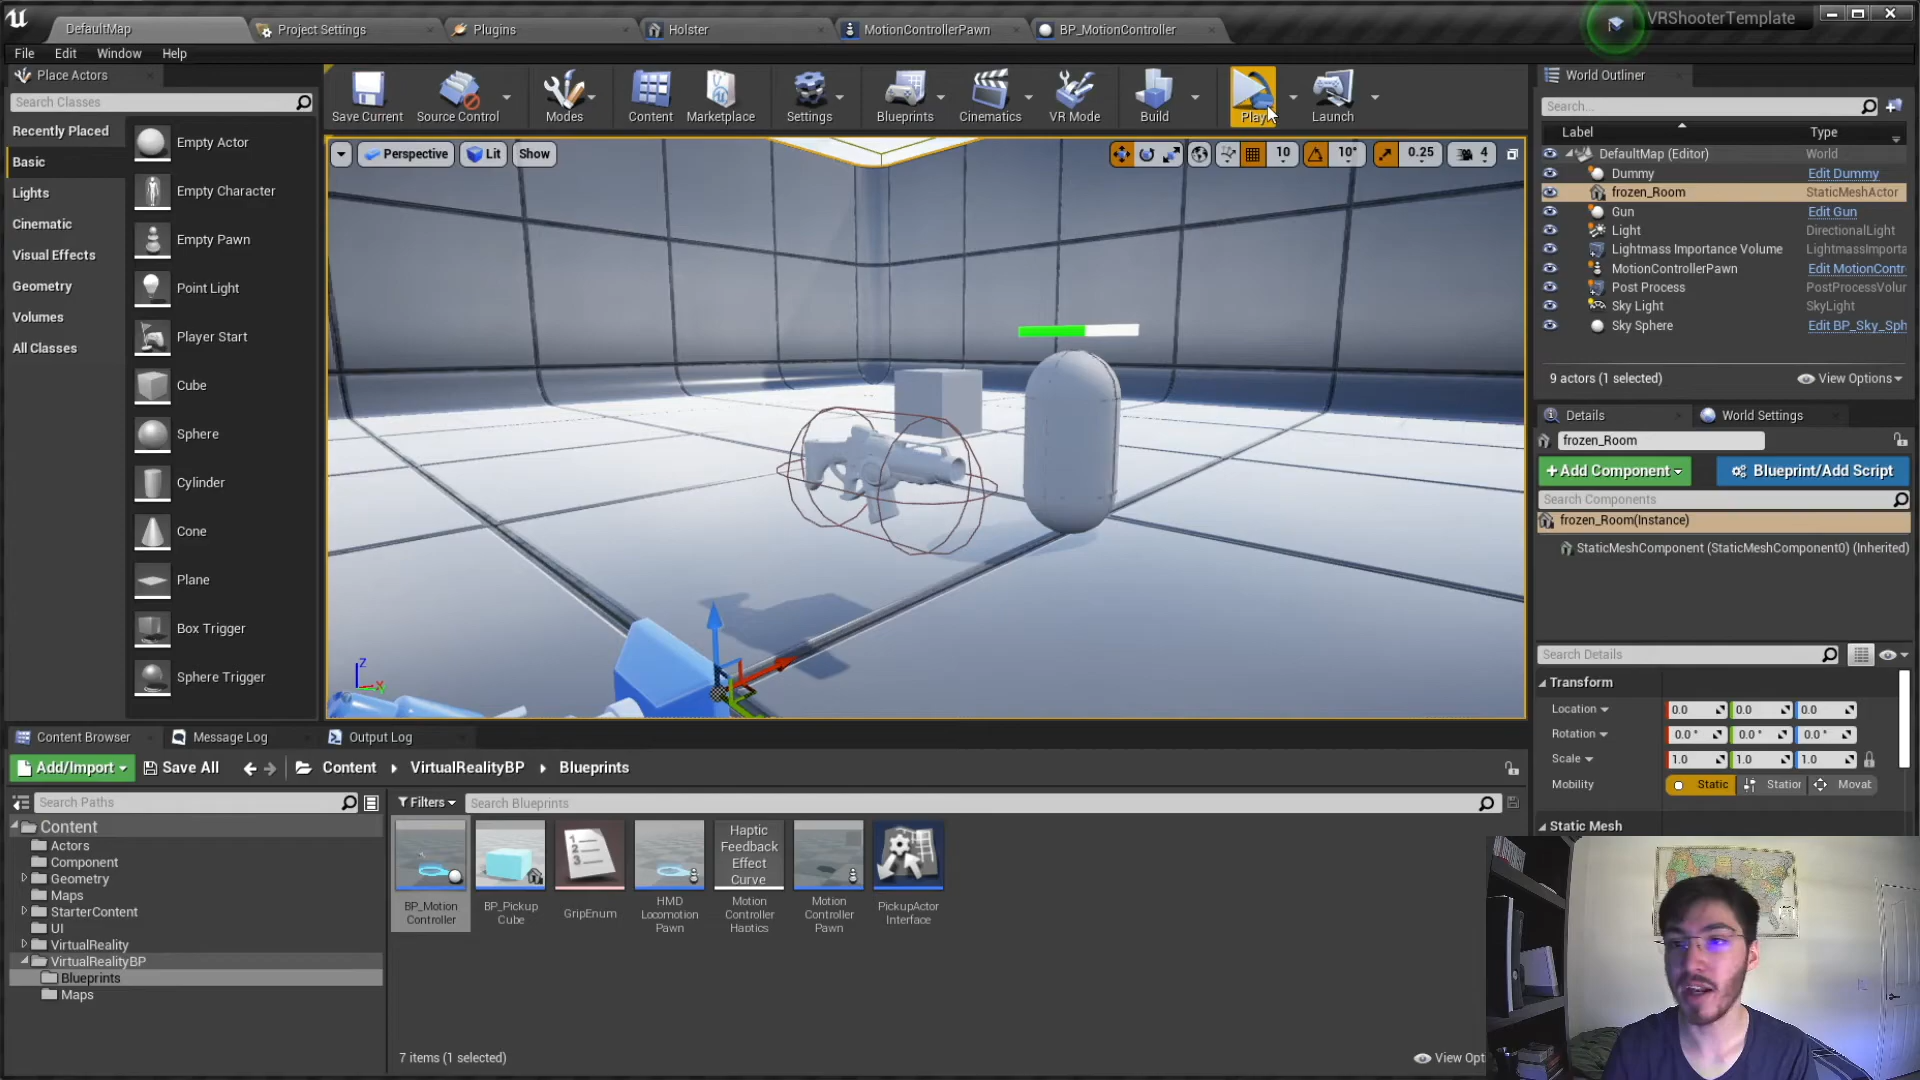 DefaultMap
Project Settings
Plugins
Holster
MotionControllerPawn
BP_MotionController
VRShooterTemplate
File Edit Window Help
Place Actors
Search Classes
Recently Placed
Basic
Lights
Cinematic
Visual Effects
Geometry
Volumes
All Classes
Empty Actor
Empty Character
Empty Pawn
Point Light
Player Start
Cube
Sphere
Cylinder
Cone
Plane
Box Trigger
Sphere Trigger
Save Current
Source Control
Modes
Content
Marketplace
Settings
Blueprints
Cinematics
VR Mode
Build
Play
Launch
Perspective
Lit
Show
10
10°
0.25
4
Z
X
World Outliner
Search...
Label Type
DefaultMap (Editor) World
Dummy Edit Dummy
frozen_Room StaticMeshActor
Gun Edit Gun
Light DirectionalLight
Lightmass Importance Volume LightmassImporta
MotionControllerPawn Edit MotionContr
Post Process PostProcessVolur
Sky Light SkyLight
Sky Sphere Edit BP_Sky_Sph
9 actors (1 selected)
View Options
Details
World Settings
frozen_Room
+Add Component
Blueprint/Add Script
Search Components
frozen_Room(Instance)
StaticMeshComponent (StaticMeshComponent0) (Inherited)
Search Details
Transform
Location 0.0 0.0 0.0
Rotation 0.0 ° 0.0 ° 0.0 °
Scale 1.0 1.0 1.0
Mobility Static Station Movat
Static Mesh
Content Browser
Message Log
Output Log
Add/Import
Save All
Content
VirtualRealityBP
Blueprints
Search Paths
Filters
Search Blueprints
Content
Actors
Component
Geometry
Maps
StarterContent
UI
VirtualReality
VirtualRealityBP
Blueprints
Maps
BP_Motion
Controller
BP_Pickup
Cube
1
2
3
GripEnum
HMD
Locomotion
Pawn
Haptic
Feedback
Effect
Curve
Motion
Controller
Haptics
Motion
Controller
Pawn
PickupActor
Interface
7 items (1 selected)
View Opti